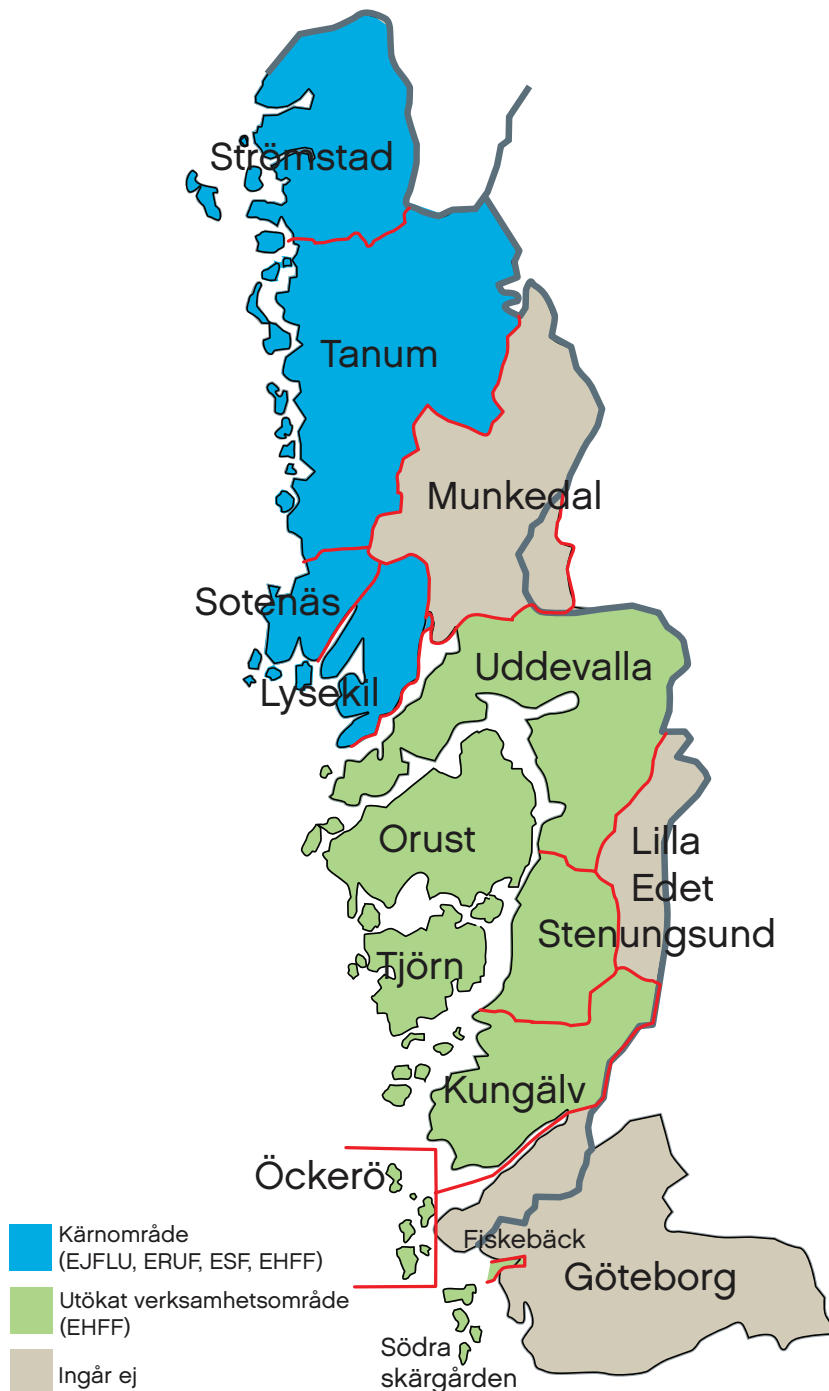 Strömstad
Tanum
Munkedal
Sotenäs
Uddevalla
Lysekil
Orust
Lilla
Edet
Stenungsund
Tjörn
Kungälv
Öckerö
Fiskebäck
Göteborg
Södra
skärgården
Kärnområde
(EJFLU, ERUF, ESF, EHFF)
Utökat verksamhetsområde
(EHFF)
Ingår ej